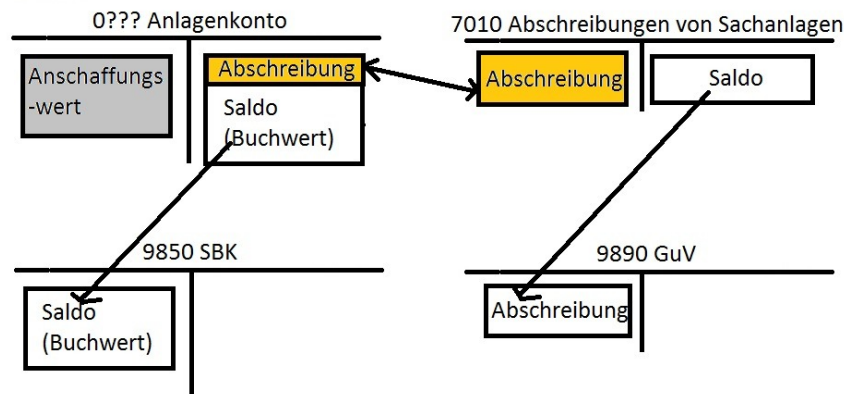 0??? Anlagenkonto
7010 Abschreibungen von Sachanlagen
Anschaffungs
-wert
Abschreibung
Saldo
(Buchwert)
Abschreibung
Saldo
9850 SBK
9890 GuV
Saldo
(Buchwert)
Abschreibung